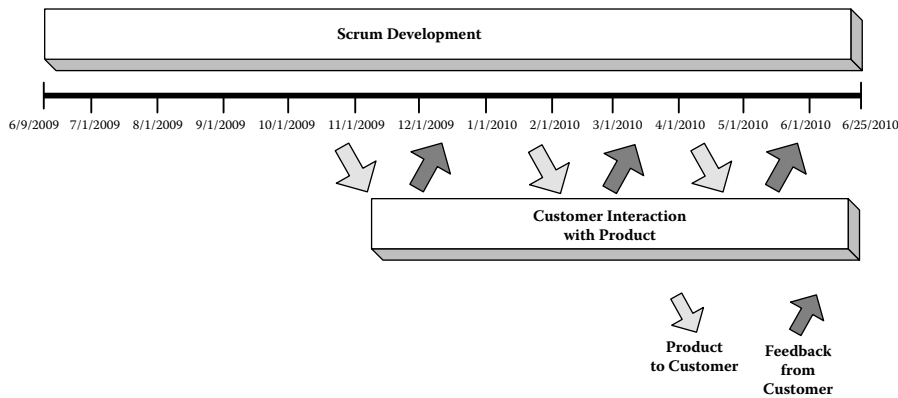 Scrum Development
6/9/2009 7/1/2009 8/1/2009 9/1/2009 10/1/2009 11/1/2009 12/1/2009 1/1/2010 2/1/2010 3/1/2010 4/1/2010 5/1/2010 6/1/2010 6/25/2010
Customer Interaction
with Product
Product
to Customer
Feedback
from
Customer